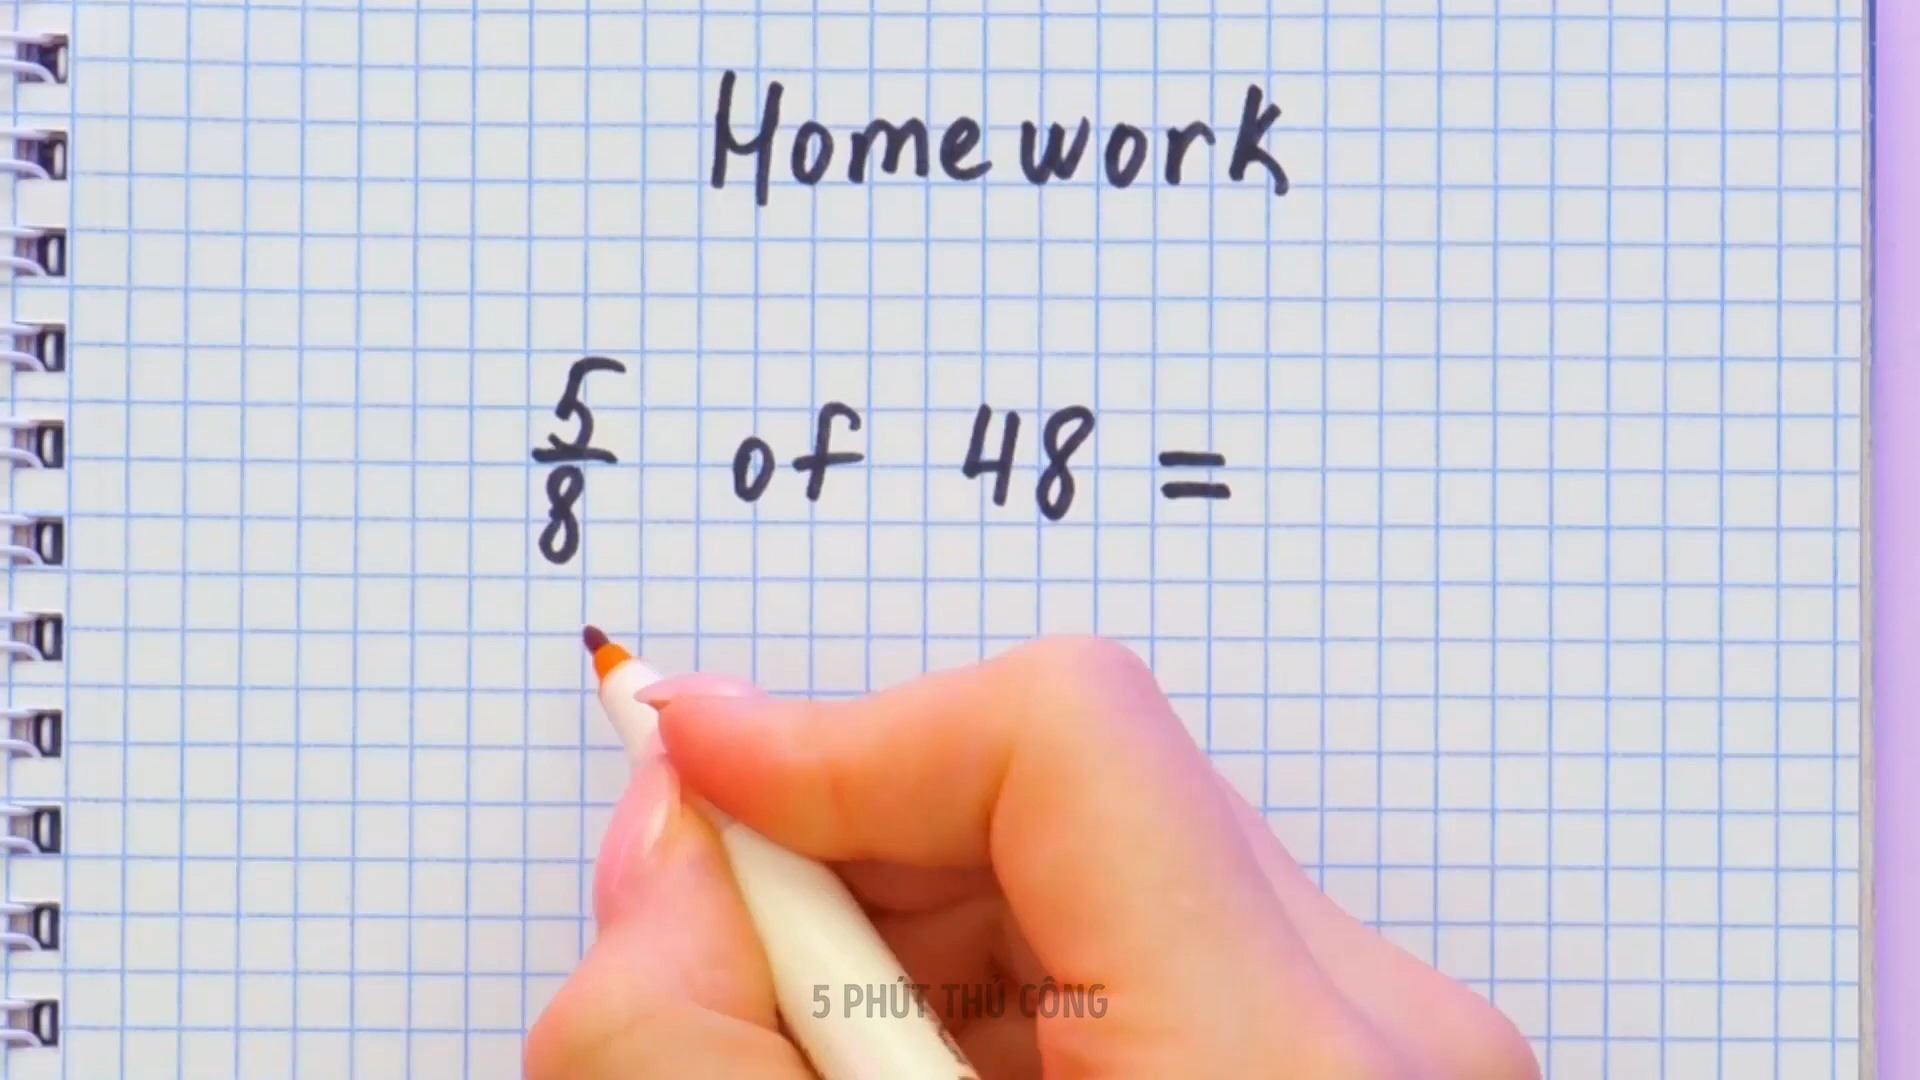 Homework
5/8 of 48 =
5 PHÚT THỦ CÔNG